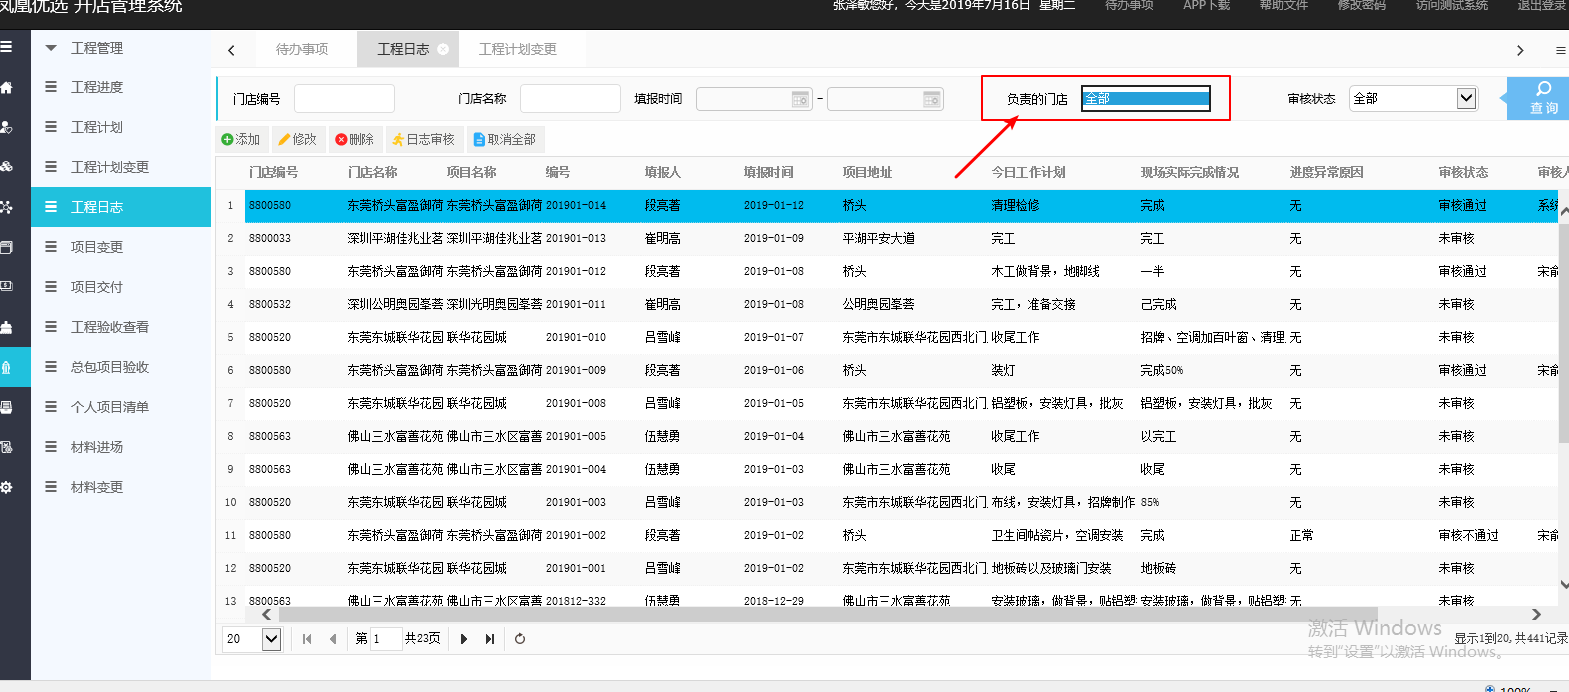 凤凰优选 开店管理系统
张泽敏您好，今天是2019年7月16日 星期二 待办事项 APP下载 帮助文件 修改密码 访问测试系统 退出登录
工程管理
工程进度
工程计划
工程计划变更
工程日志
项目变更
项目交付
工程验收查看
总包项目验收
个人项目清单
材料进场
材料变更
待办事项 工程日志 工程计划变更
门店编号 门店名称 填报时间 - 负责的门店 全部 审核状态 全部 查询
添加 修改 删除 日志审核 取消全部
门店编号 门店名称 项目名称 编号 填报人 填报时间 项目地址 今日工作计划 现场实际完成情况 进度异常原因 审核状态 审核人
1 8800580 东莞桥头富盈御荷 东莞桥头富盈御荷 201901-014 段亮著 2019-01-12 桥头 清理检修 完成 无 审核通过 系统
2 8800033 深圳平湖佳兆业茗 深圳平湖佳兆业茗 201901-013 崔明高 2019-01-09 平湖平安大道 完工 完工 无 未审核
3 8800580 东莞桥头富盈御荷 东莞桥头富盈御荷 201901-012 段亮著 2019-01-08 桥头 木工做背景，地脚线 一半 无 审核通过 宋俞
4 8800532 深圳公明奥园峯荟 深圳光明奥园峯荟 201901-011 崔明高 2019-01-08 公明奥园峯荟 完工，准备交接 己完成 无 未审核
5 8800520 东莞东城联华花园 联华花园城 201901-010 吕雪峰 2019-01-07 东莞市东城联华花园西北门 收尾工作 招牌、空调加百叶窗、清理 无 未审核
6 8800580 东莞桥头富盈御荷 东莞桥头富盈御荷 201901-009 段亮著 2019-01-06 桥头 装灯 完成50% 无 审核通过 宋俞
7 8800520 东莞东城联华花园 联华花园城 201901-008 吕雪峰 2019-01-05 东莞市东城联华花园西北门 铝塑板，安装灯具，批灰 铝塑板，安装灯具，批灰 无 未审核
8 8800563 佛山三水富善花苑 佛山市三水区富善 201901-005 伍慧勇 2019-01-04 佛山市三水富善花苑 收尾工作 以完工 无 未审核
9 8800563 佛山三水富善花苑 佛山市三水区富善 201901-004 伍慧勇 2019-01-03 佛山市三水富善花苑 收尾 收尾 无 未审核
10 8800520 东莞东城联华花园 联华花园城 201901-003 吕雪峰 2019-01-03 东莞市东城联华花园西北门 布线，安装灯具，招牌制作 85% 无 未审核
11 8800580 东莞桥头富盈御荷 东莞桥头富盈御荷 201901-002 段亮著 2019-01-02 桥头 卫生间帖瓷片，空调安装 完成 正常 审核不通过 宋俞
12 8800520 东莞东城联华花园 联华花园城 201901-001 吕雪峰 2019-01-02 东莞市东城联华花园西北门 地板砖以及玻璃门安装 地板砖 无 未审核
13 8800563 佛山三水富善花苑 佛山市三水区富善 201812-332 伍慧勇 2018-12-29 佛山市三水富善花苑 安装玻璃，做背景，贴铝塑 安装玻璃，做背景，贴铝塑 无 未审核
20 第 1 共23页 显示1到20,共441记录
激活 Windows
转到“设置”以激活 Windows。
100%